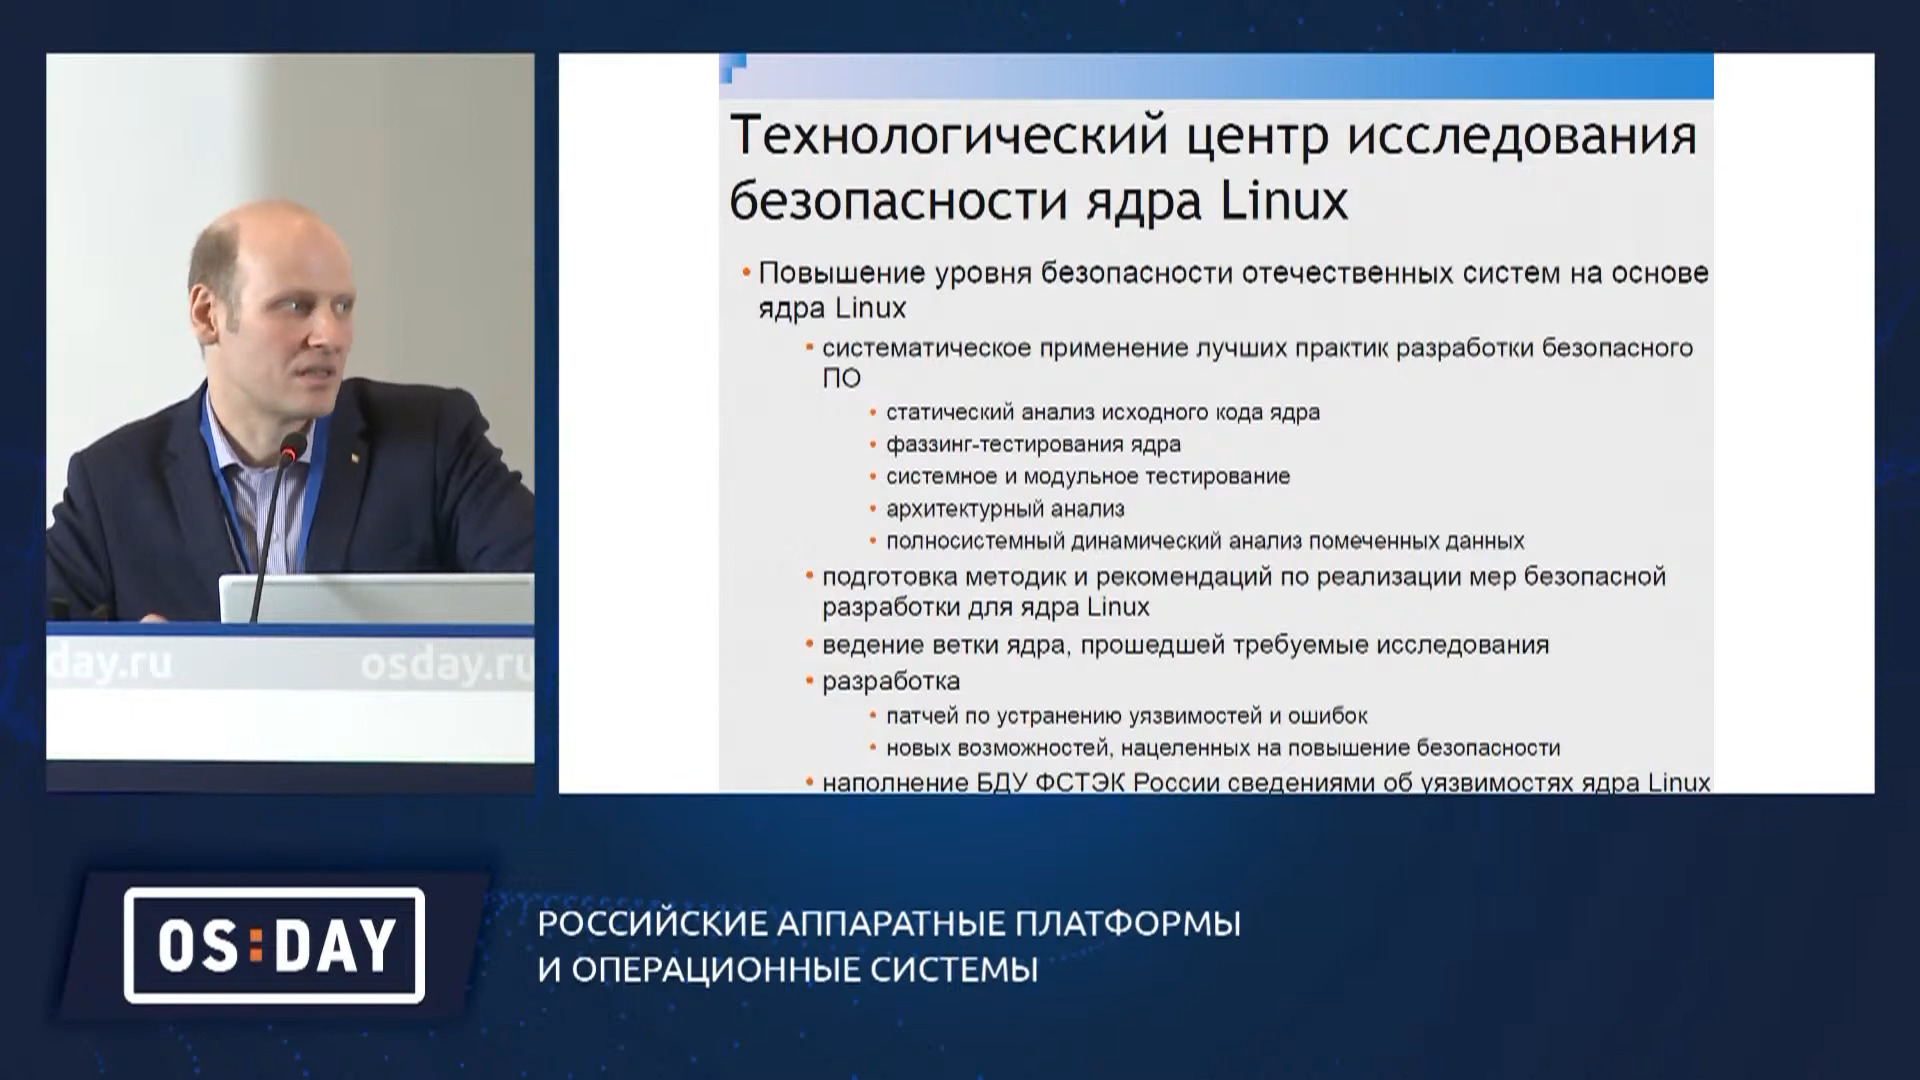 Технологический центр исследования
безопасности ядра Linux
• Повышение уровня безопасности отечественных систем на основе
ядра Linux
• систематическое применение лучших практик разработки безопасного
ПО
• статический анализ исходного кода ядра
• фаззинг-тестирования ядра
• системное и модульное тестирование
• архитектурный анализ
• полносистемный динамический анализ помеченных данных
• подготовка методик и рекомендаций по реализации мер безопасной
разработки для ядра Linux
• ведение ветки ядра, прошедшей требуемые исследования
• разработка
• патчей по устранению уязвимостей и ошибок
• новых возможностей, нацеленных на повышение безопасности
• наполнение БДУ ФСТЭК России сведениями об уязвимостях ядра Linux
day.ru osday.ru
OS:DAY
РОССИЙСКИЕ АППАРАТНЫЕ ПЛАТФОРМЫ
И ОПЕРАЦИОННЫЕ СИСТЕМЫ